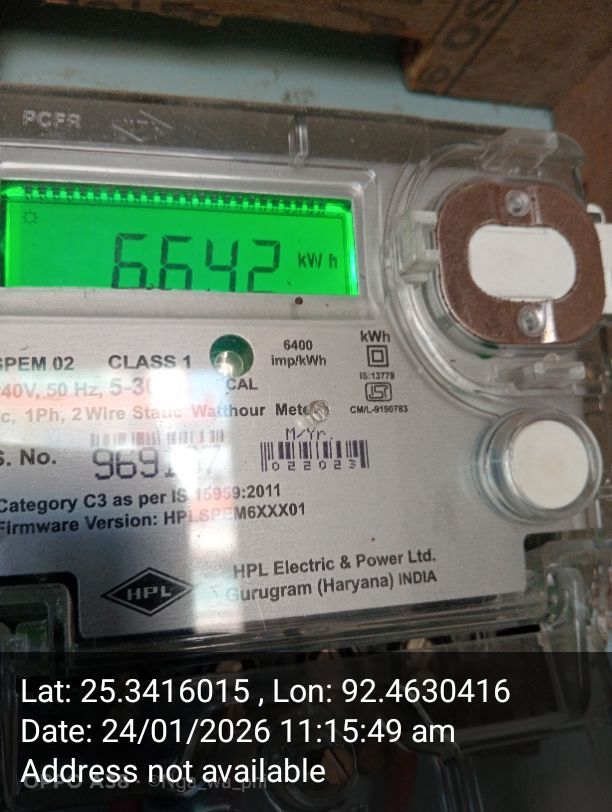 6.642 kWh
6400
imp/kWh
kWh
IS:13779
CM/L-9190783
SPEM 02 CLASS 1
240V, 50 Hz, 5-30
CAL
1Ph, 2 Wire Static Watthour Meter
M/Yr.
S. No.
022023
Category C3 as per IS 15959:2011
Firmware Version: HPLSPEM6XXX01
HPL
HPL Electric & Power Ltd.
Gurugram (Haryana) INDIA
Lat: 25.3416015 , Lon: 92.4630416
Date: 24/01/2026 11:15:49 am
Address not available